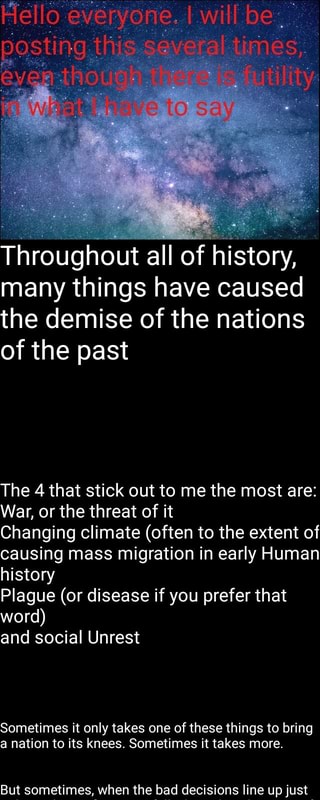 Hello everyone. I will be
posting this several times,
even though there is futility
in what I have to say
Throughout all of history,
many things have caused
the demise of the nations
of the past
The 4 that stick out to me the most are:
War, or the threat of it
Changing climate (often to the extent of
causing mass migration in early Human
history
Plague (or disease if you prefer that
word)
and social Unrest
Sometimes it only takes one of these things to bring
a nation to its knees. Sometimes it takes more.
But sometimes, when the bad decisions line up just